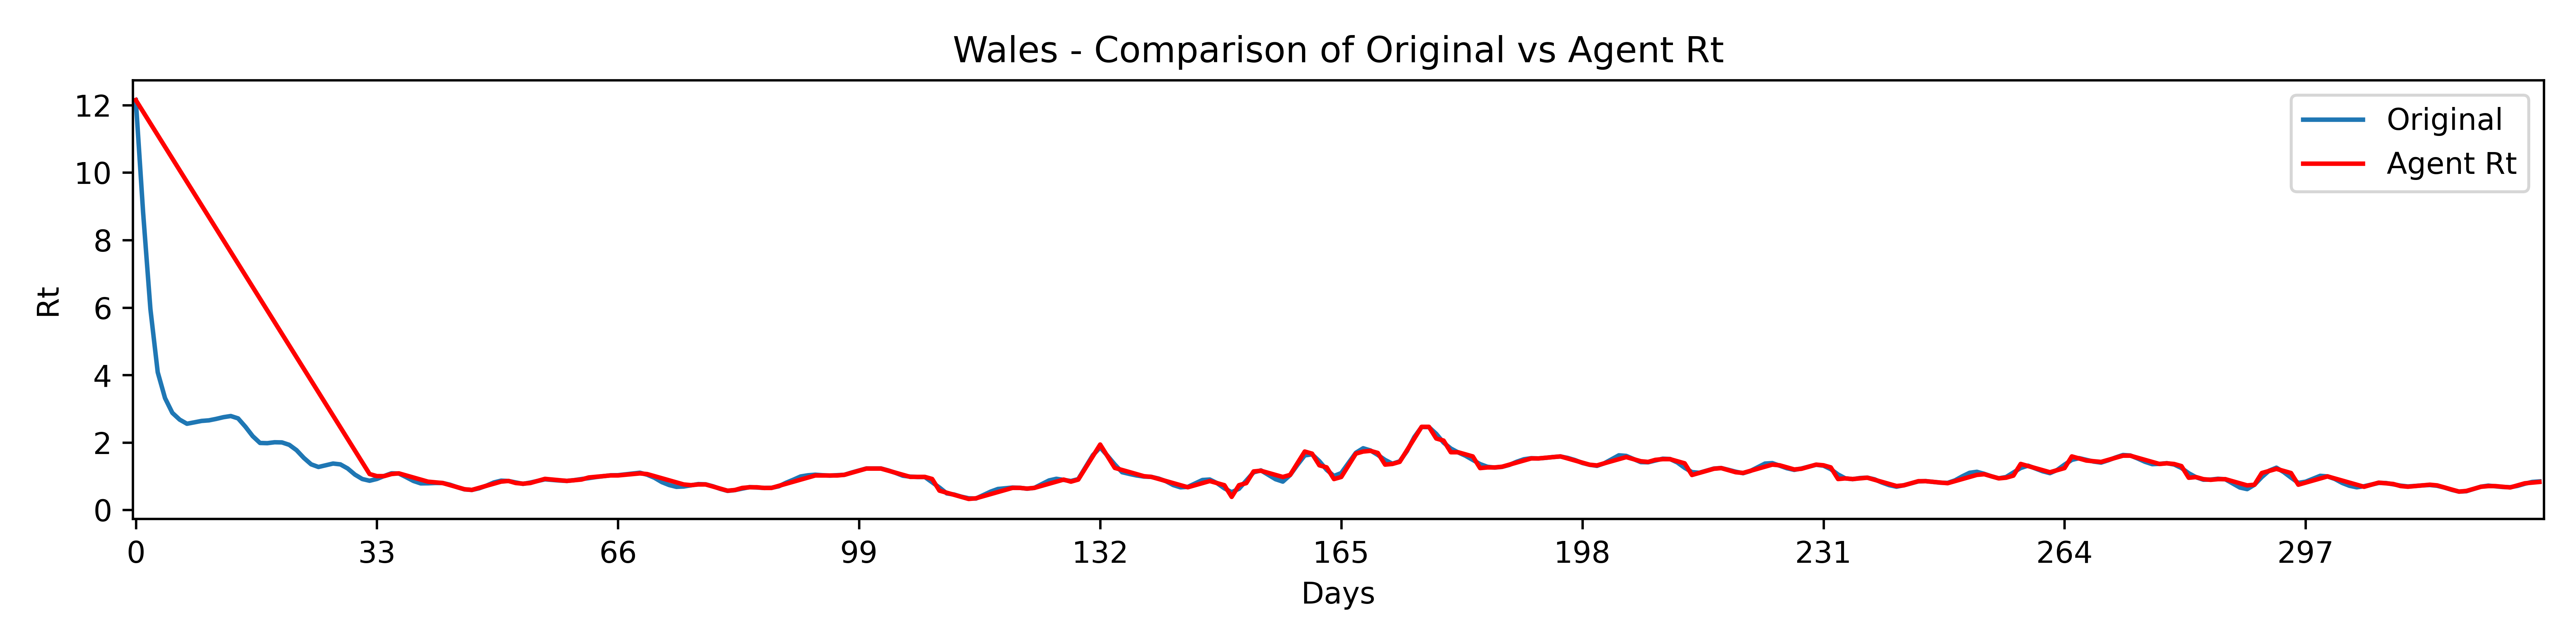 Wales - Comparison of Original vs Agent Rt
12
10
8
6
4
2
0
Rt
Original
Agent Rt
0 33 66 99 132 165 198 231 264 297
Days